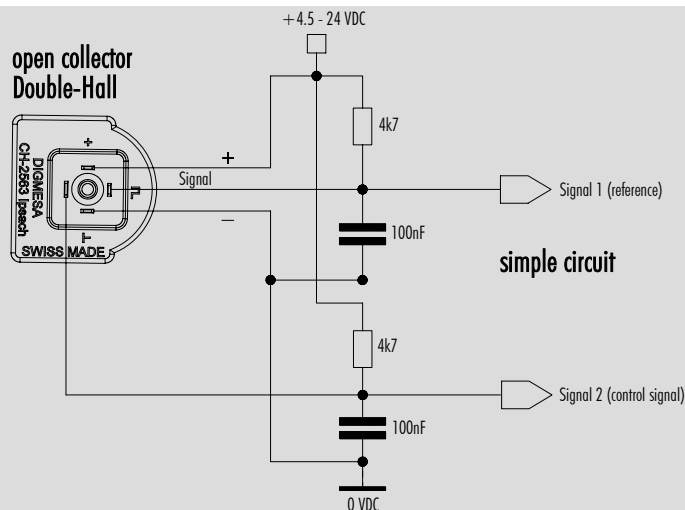 +4.5 - 24 VDC
open collector
Double-Hall
4k7
+
+
DIGMESA
CH-2563 Ipsach
SWISS MADE
Signal
−
Signal 1 (reference)
100nF
simple circuit
4k7
Signal 2 (control signal)
100nF
0 VDC